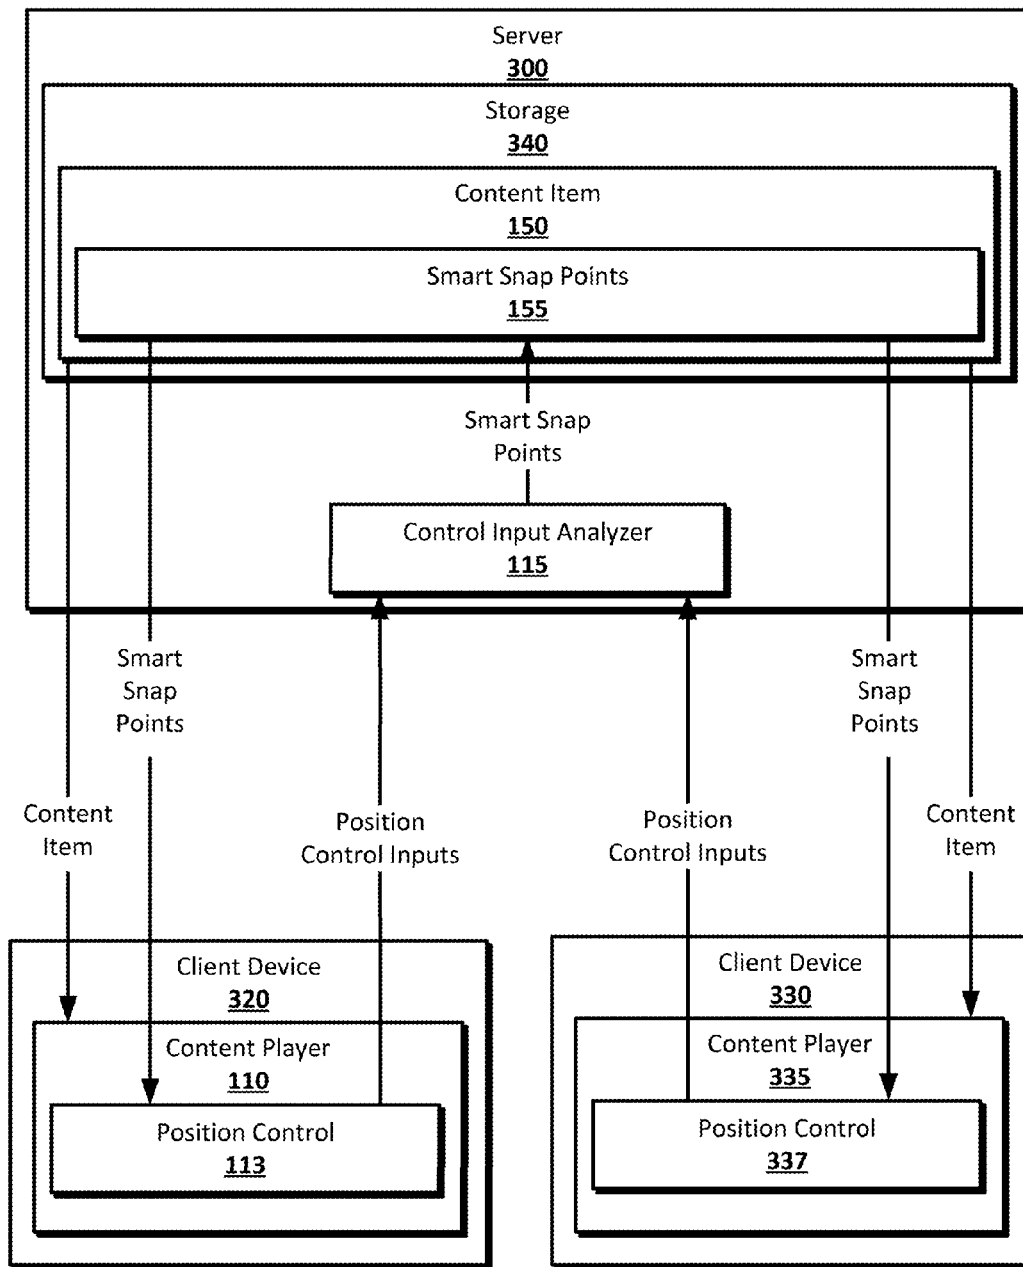 Server
300
Storage
340
Content Item
150
Smart Snap Points
155
Smart Snap
Points
Control Input Analyzer
115
Smart
Snap
Points
Smart
Snap
Points
Content
Item
Position
Control Inputs
Position
Control Inputs
Content
Item
Client Device
320
Content Player
110
Position Control
113
Client Device
330
Content Player
335
Position Control
337